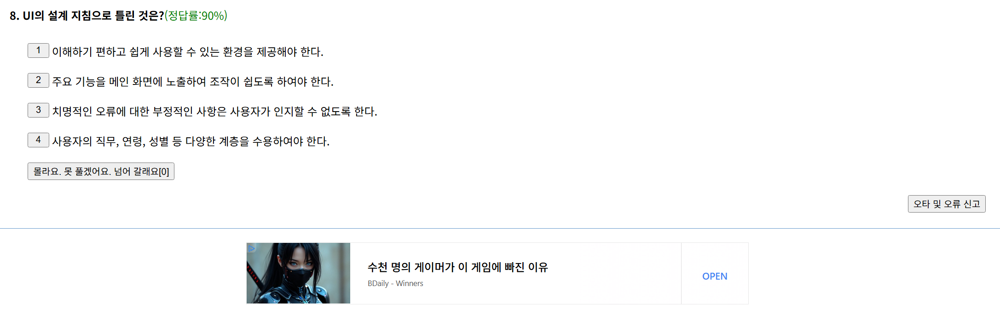 8. UI의 설계 지침으로 틀린 것은?(정답률:90%)
1 이해하기 편하고 쉽게 사용할 수 있는 환경을 제공해야 한다.
2 주요 기능을 메인 화면에 노출하여 조작이 쉽도록 하여야 한다.
3 치명적인 오류에 대한 부정적인 사항은 사용자가 인지할 수 없도록 한다.
4 사용자의 직무, 연령, 성별 등 다양한 계층을 수용하여야 한다.
몰라요. 못 풀겠어요. 넘어 갈래요[0]
오타 및 오류 신고
수천 명의 게이머가 이 게임에 빠진 이유
BDaily - Winners
OPEN